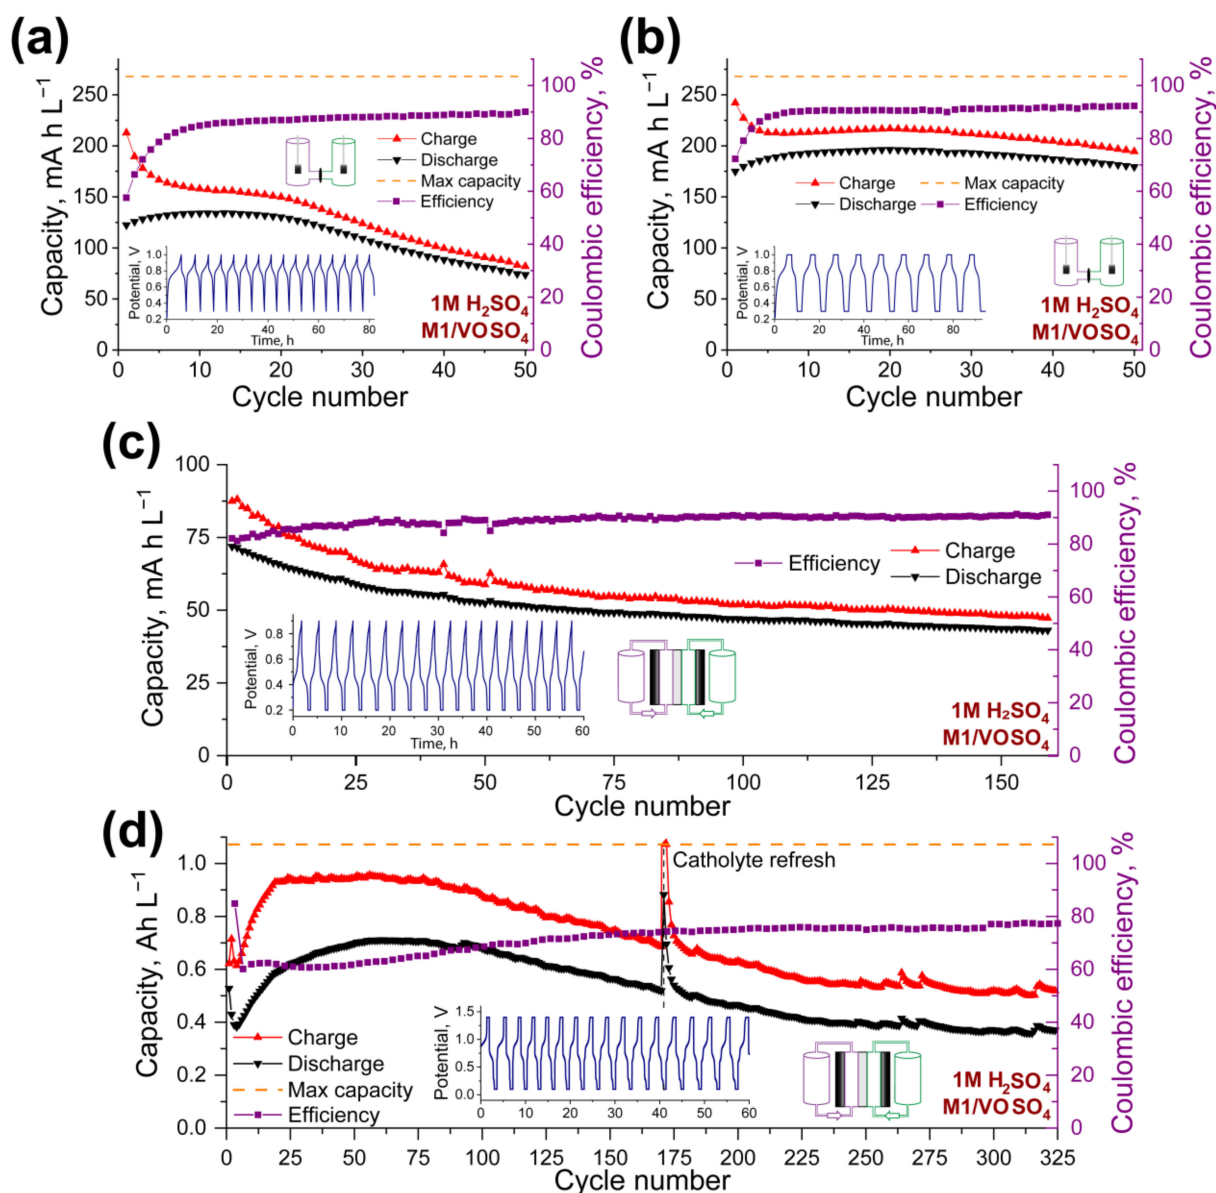 (a)
(b)
Capacity, mA h L⁻¹
250
200
150
100
50
0
Charge
Discharge
Max capacity
Efficiency
Potential, V
1.0
0.8
0.6
0.4
0.2
0 20 40 60 80
Time, h
1M H₂SO₄
M1/VOSO₄
100
80
60
40
20
0
Coulombic efficiency, %
0 10 20 30 40 50
Cycle number
Capacity, mA h L⁻¹
250
200
150
100
50
0
Charge
Max capacity
Discharge
Efficiency
Potential, V
1.0
0.8
0.6
0.4
0.2
0 20 40 60 80
Time, h
1M H₂SO₄
M1/VOSO₄
100
80
60
40
20
0
Coulombic efficiency, %
0 10 20 30 40 50
Cycle number
(c)
Capacity, mA h L⁻¹
100
75
50
25
0
Efficiency
Charge
Discharge
Potential, V
0.8
0.6
0.4
0.2
0 10 20 30 40 50 60
Time, h
1M H₂SO₄
M1/VOSO₄
100
80
60
40
20
0
Coulombic efficiency, %
0 25 50 75 100 125 150
Cycle number
(d)
Capacity, Ah L⁻¹
1.0
0.8
0.6
0.4
0.2
0.0
Catholyte refresh
Charge
Discharge
Max capacity
Efficiency
Potential, V
1.5
1.0
0.5
0.0
0 10 20 30 40 50 60
Time, h
1M H₂SO₄
M1/VOSO₄
100
80
60
40
20
0
Coulombic efficiency, %
0 25 50 75 100 125 150 175 200 225 250 275 300 325
Cycle number